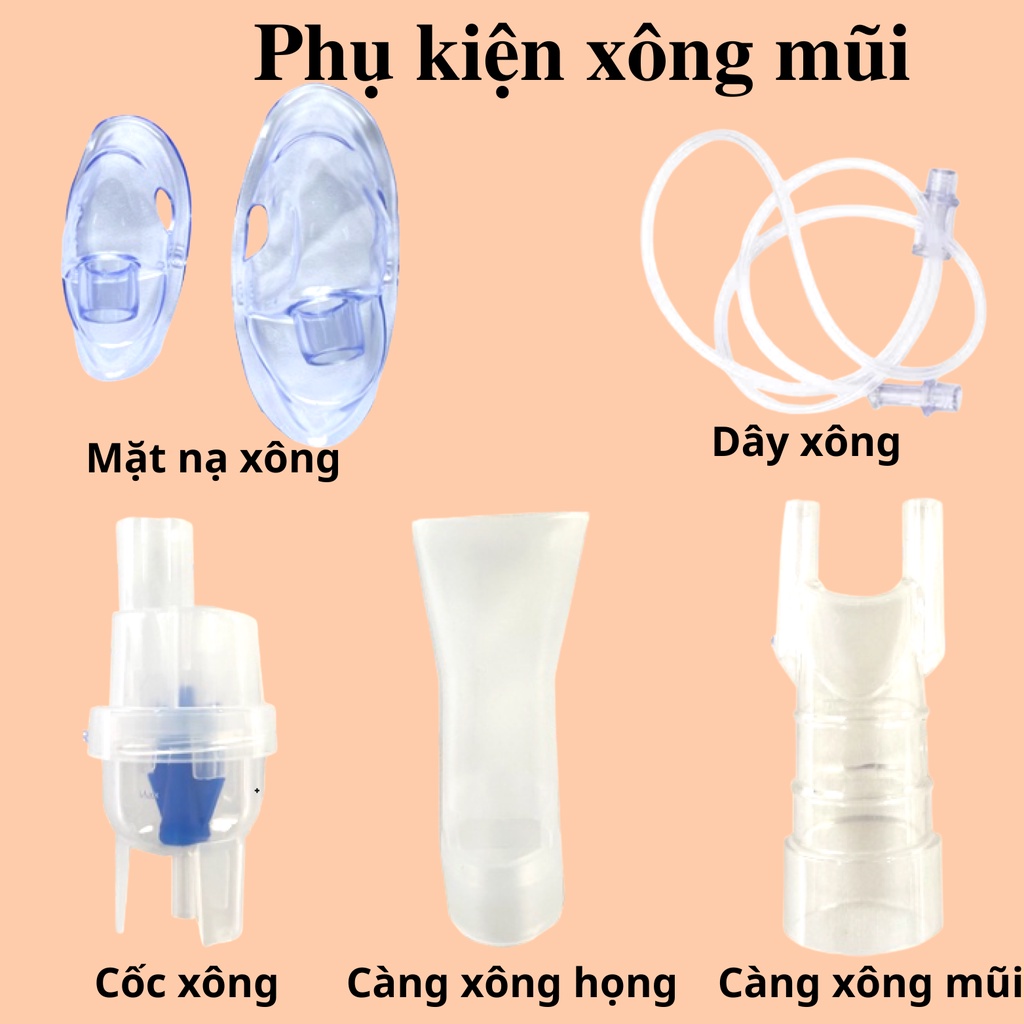 Phụ kiện xông mũi
Mặt nạ xông
Dây xông
Cốc xông
Càng xông họng
Càng xông mũi